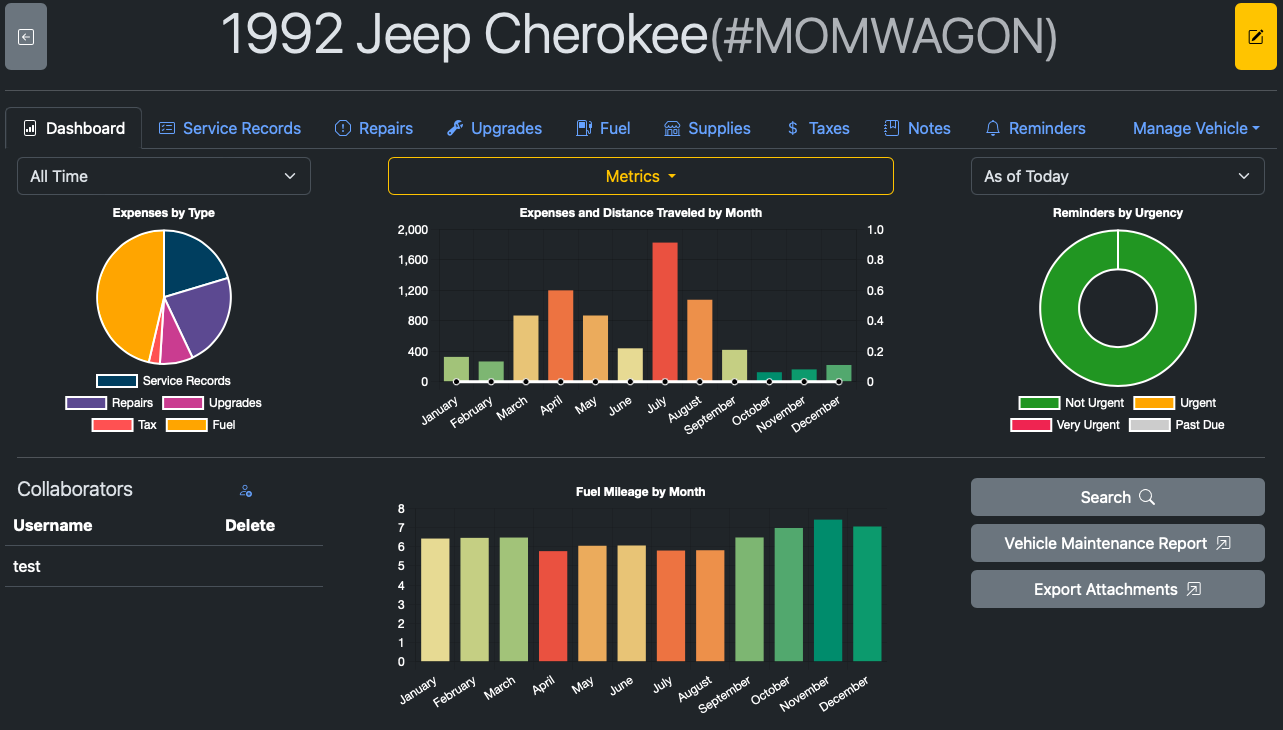 1992 Jeep Cherokee(#MOMWAGON)
Dashboard Service Records Repairs Upgrades Fuel Supplies Taxes Notes Reminders Manage Vehicle
All Time
Metrics
As of Today
Expenses by Type
Service Records
Repairs Upgrades
Tax Fuel
Expenses and Distance Traveled by Month
2,000 1.0
1,600 0.8
1,200 0.6
800 0.4
400 0.2
0 0
January February March April May June July August September October November December
Reminders by Urgency
Not Urgent Urgent
Very Urgent Past Due
Collaborators
Username Delete
test
Fuel Mileage by Month
8
7
6
5
4
3
2
1
0
January February March April May June July August September October November December
Search
Vehicle Maintenance Report
Export Attachments